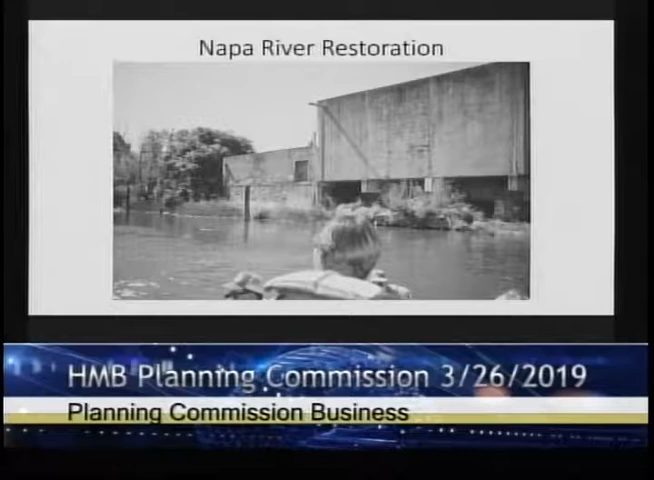 Napa River Restoration
HMB Planning Commission 3/26/2019
Planning Commission Business